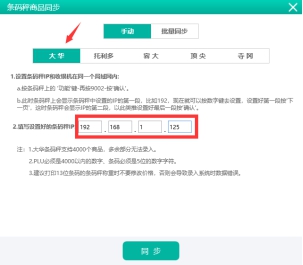 条码秤商品同步
手动 批量同步
大华 托利多 容大 顶尖 寺冈
1.设置条码秤IP和收银机在同一个局域网内:
a.按条码秤上的 '功能'键-再按9002-按'确认'。
b.此时条码秤上会显示条码秤中设置的IP的第一段，比如192，现在就可以按数字键去设置，设置好第一段按'下
一页'，这时条码秤会显示IP的第二段，以此类推设置好最后一段按'确认'。
2.填写设置好的条码秤IP: 192 . 168 . 1 . 125
注：1.大华条码秤支持4000个商品，多余部分无法录入。
2.PLU必须是4000以内的数字，条码必须是5位的数字字符。
3.建议打印13位条码的条码秤称重时不要修改价格，否则会导致录入系统时数据错误。
同 步